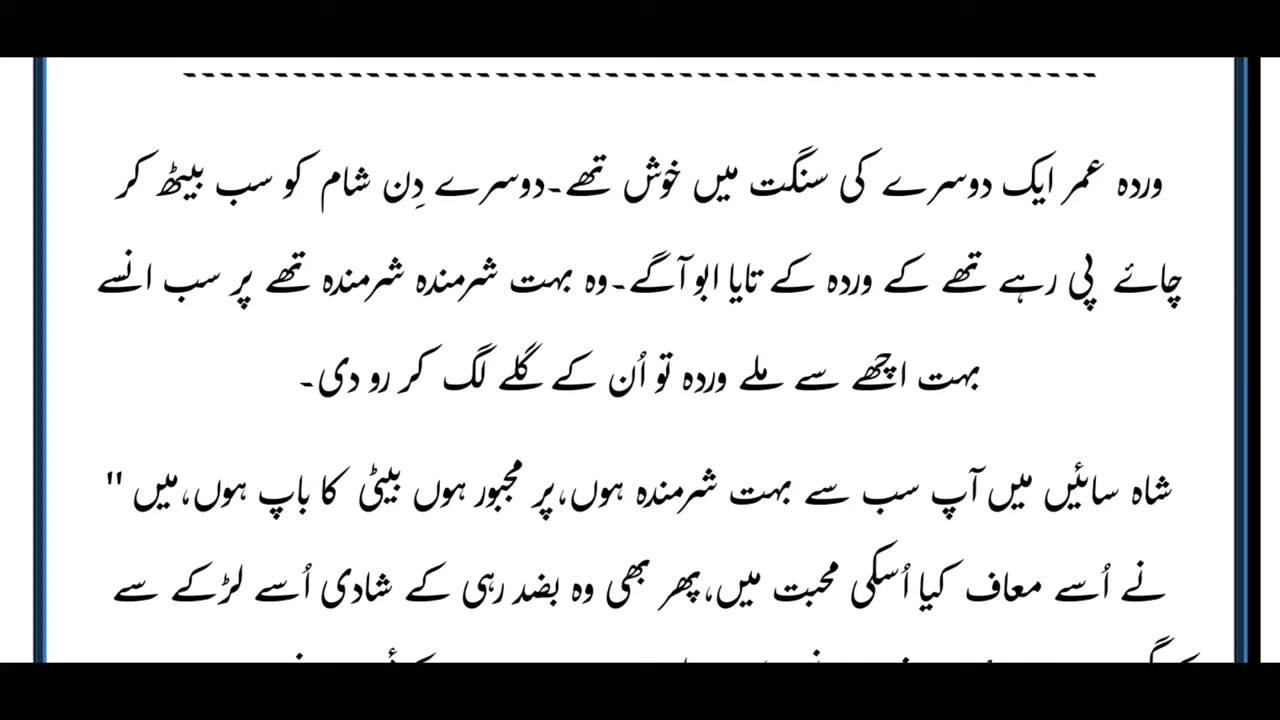 وردہ عمر ایک دوسرے کی سنگت میں خوش تھے۔دوسرے دِن شام کو سب بیٹھ کر
چائے پی رہے تھے کے وردہ کے تایا ابو آگے۔وہ بہت شرمندہ شرمندہ تھے پر سب انسے
بہت اچھے سے ملے وردہ تو اُن کے گلے لگ کر رو دی۔
شاہ سائیں میں آپ سب سے بہت شرمندہ ہوں،پر مجبور ہوں بیٹی کا باپ ہوں،میں "
نے اُسے معاف کیا اُسکی محبت میں،پھر بھی وہ بضد رہی کے شادی اُسے لڑکے سے